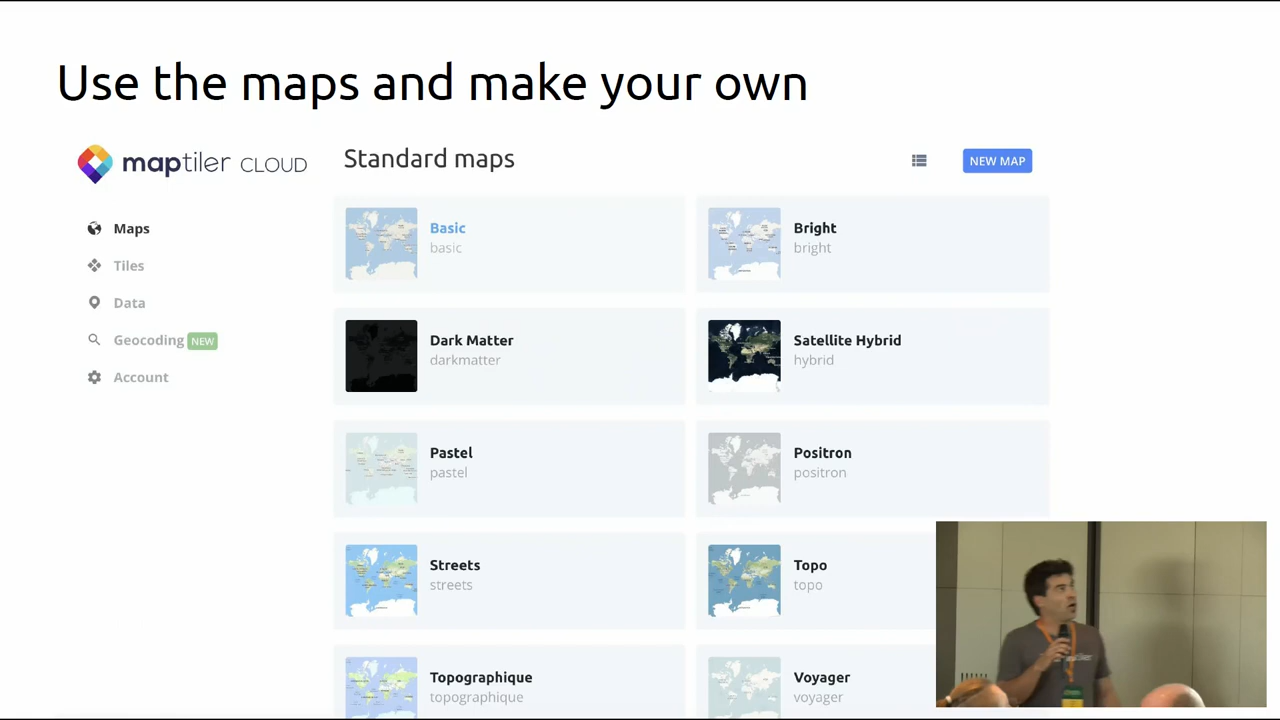 Use the maps and make your own
maptiler CLOUD
Standard maps
NEW MAP
Maps
Tiles
Data
Geocoding NEW
Account
Basic
basic
Bright
bright
Dark Matter
darkmatter
Satellite Hybrid
hybrid
Pastel
pastel
Positron
positron
Streets
streets
Topo
topo
Topographique
topographique
Voyager
voyager